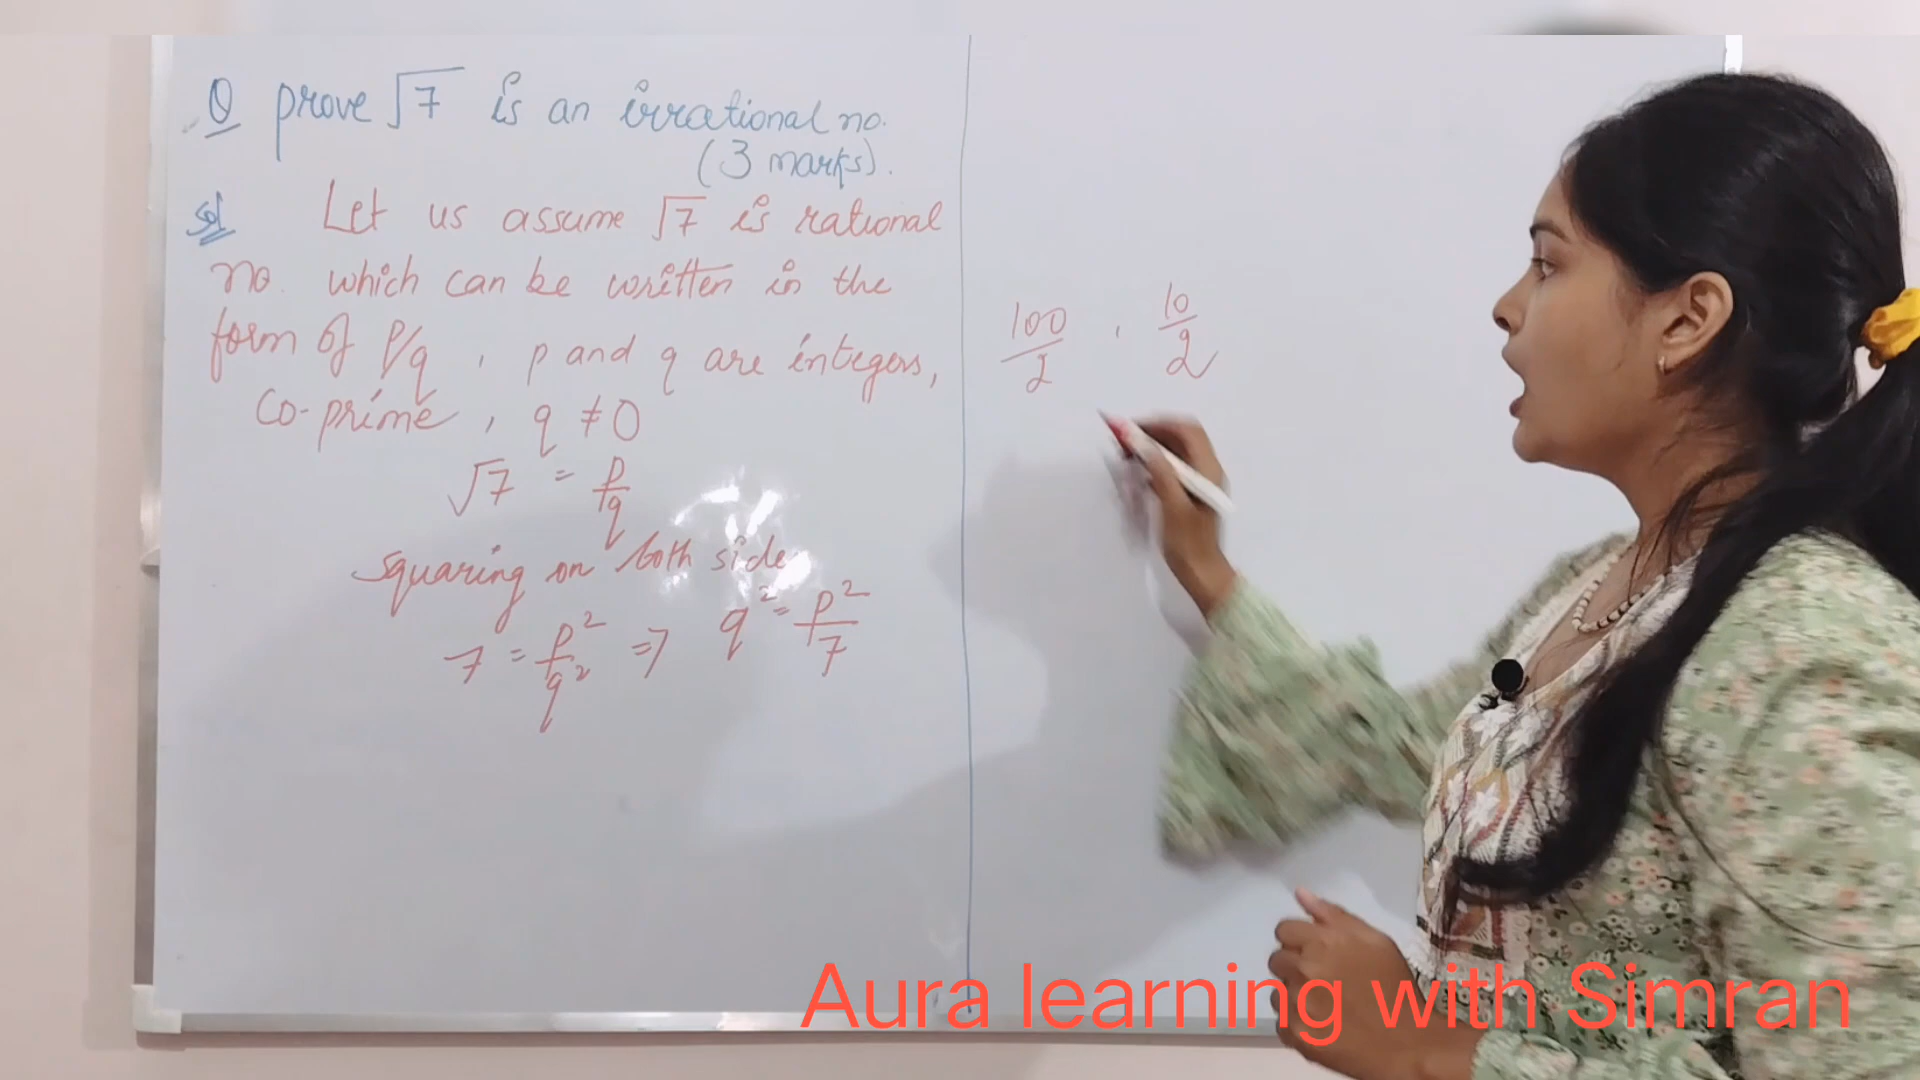 Q prove √7 is an irrational no.
(3 marks).
Sol Let us assume √7 is rational
no. which can be written in the
form of p/q , p and q are integers,
Co-prime , q ≠ 0
√7 = p/q
squaring on both side
7 = p²/q² ⇒ q² = p²/7
100/2 , 10/2
Aura learning with Simran